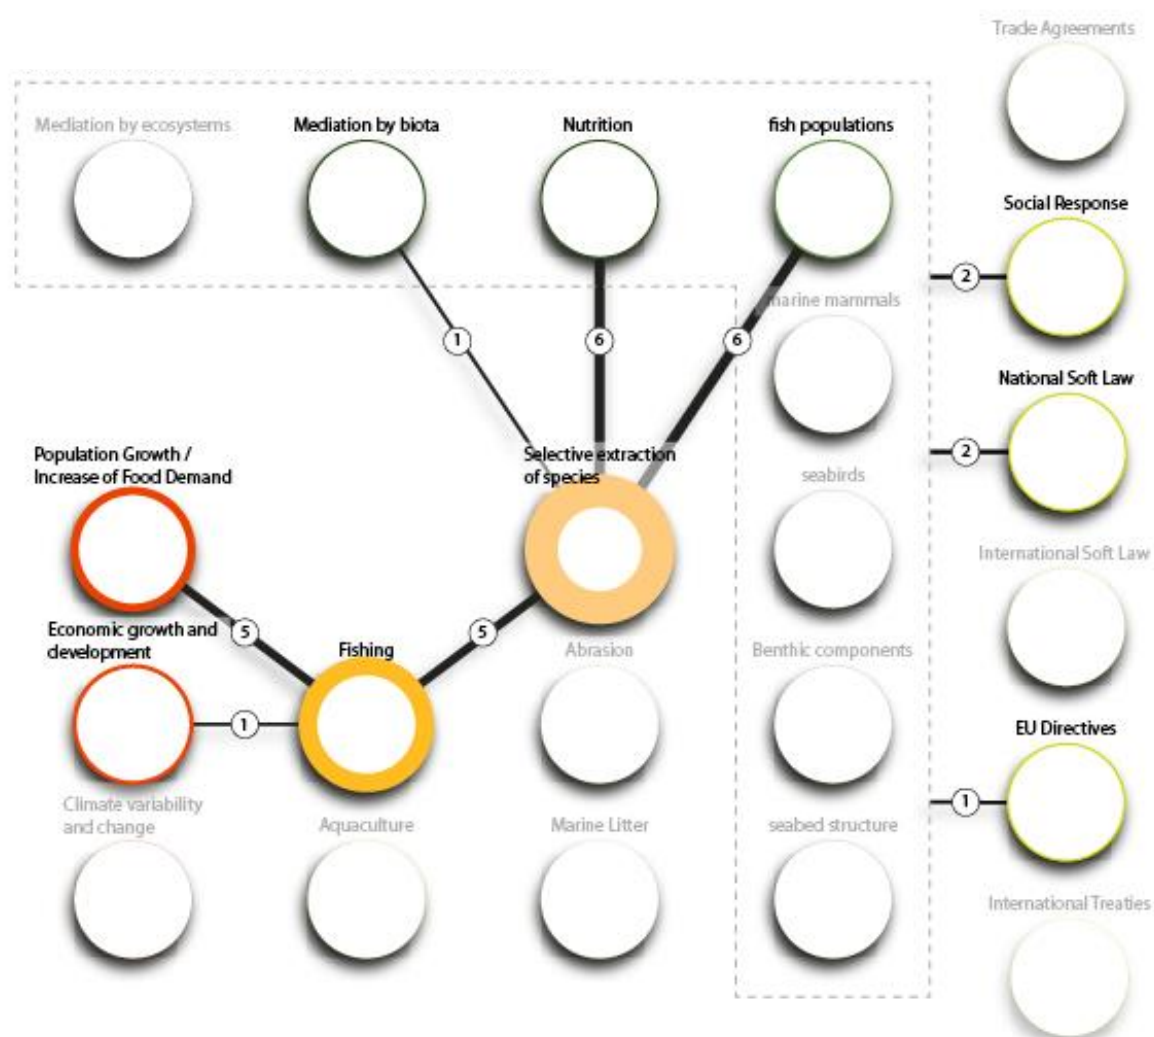 Trade Agreements
Mediation by ecosystems
Mediation by biota
Nutrition
fish populations
Social Response
2
marine mammals
1
6
6
National Soft Law
Population Growth /
Increase of Food Demand
Selective extraction
of species
2
seabirds
International Soft Law
Economic growth and
development
5
5
Fishing
Abrasion
Benthic components
1
EU Directives
Climate variability
and change
Aquaculture
Marine Litter
seabed structure
1
International Treaties